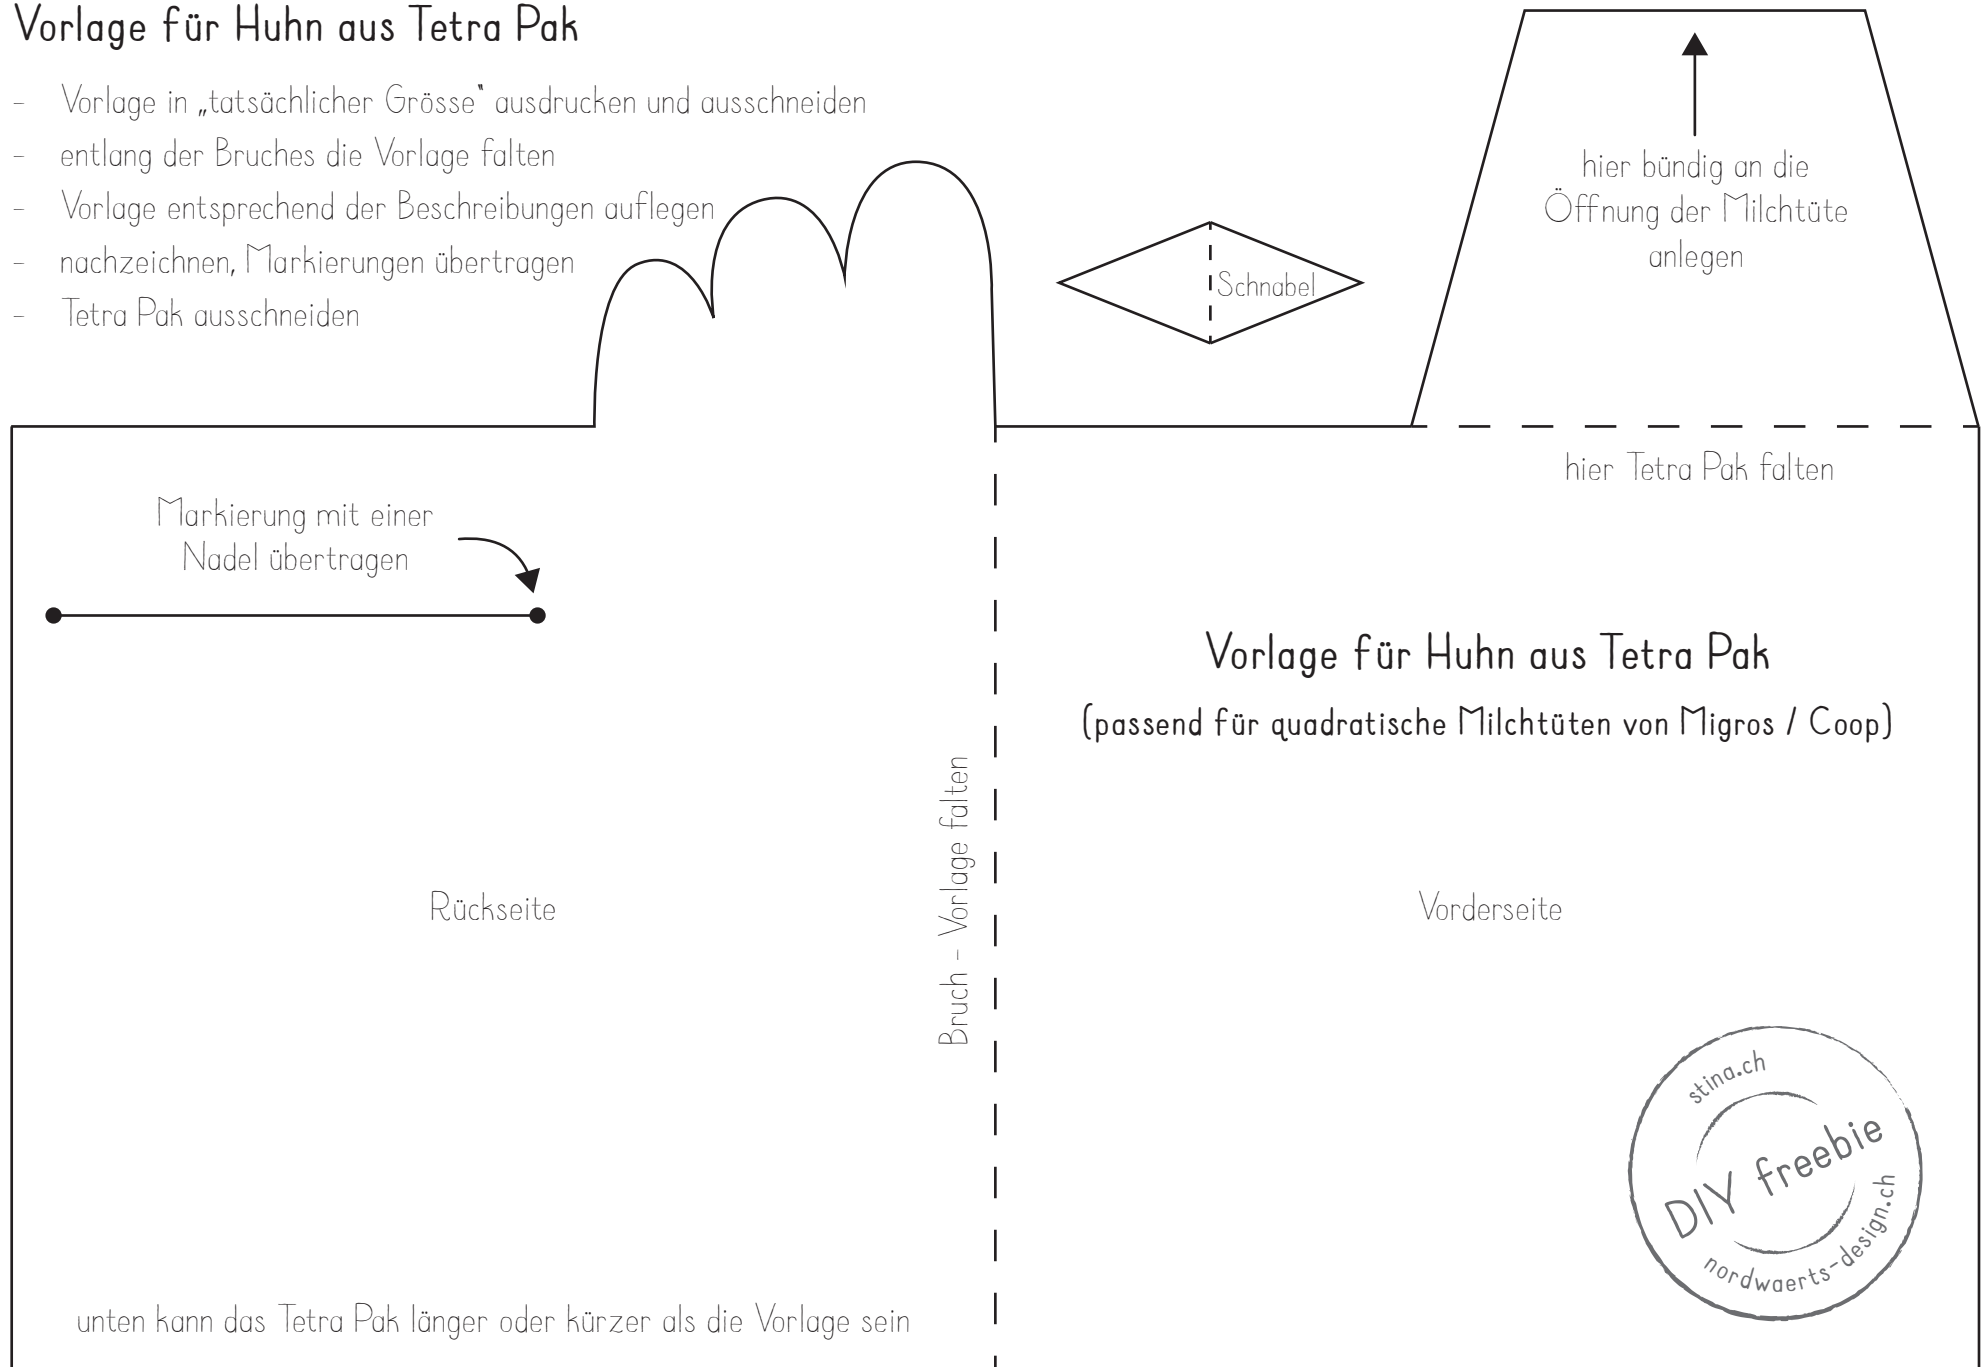 Vorlage für Huhn aus Tetra Pak
- Vorlage in „tatsächlicher Grösse“ ausdrucken und ausschneiden
- entlang der Bruches die Vorlage falten
- Vorlage entsprechend der Beschreibungen auflegen
- nachzeichnen, Markierungen übertragen
- Tetra Pak ausschneiden
Schnabel
hier bündig an die
Öffnung der Milchtüte
anlegen
hier Tetra Pak falten
Markierung mit einer
Nadel übertragen
Vorlage für Huhn aus Tetra Pak
(passend für quadratische Milchtüten von Migros / Coop)
Bruch - Vorlage falten
Rückseite
Vorderseite
stina.ch
DIY freebie
nordwaerts-design.ch
unten kann das Tetra Pak länger oder kürzer als die Vorlage sein